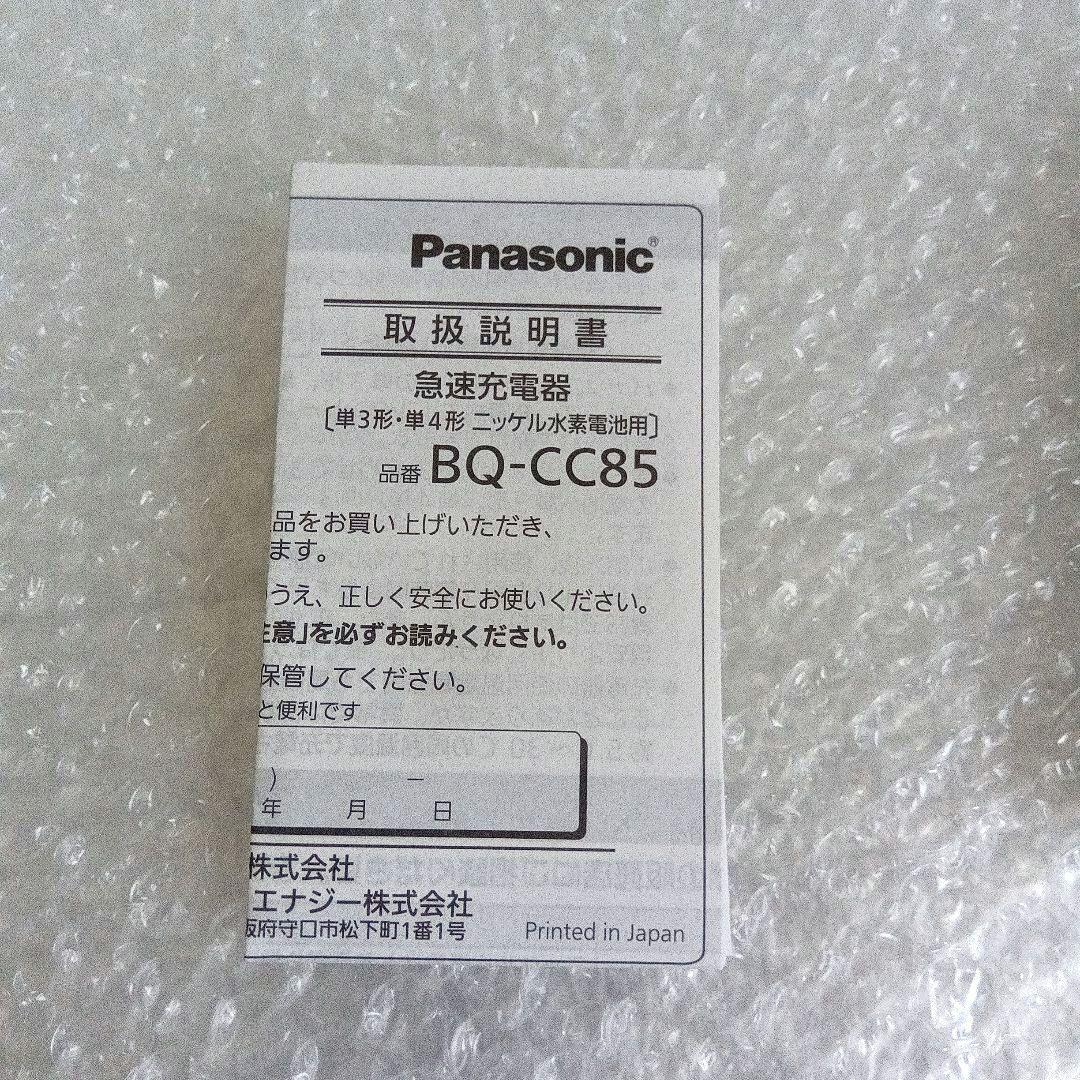 Panasonic®
取扱説明書
急速充電器
〔単3形・単4形 ニッケル水素電池用〕
品番 BQ-CC85
品をお買い上げいただき、
ます。
うえ、正しく安全にお使いください。
注意」を必ずお読みください。
保管してください。
と便利です
) −
年 月 日
株式会社
エナジー株式会社
阪府守口市松下町1番1号
Printed in Japan